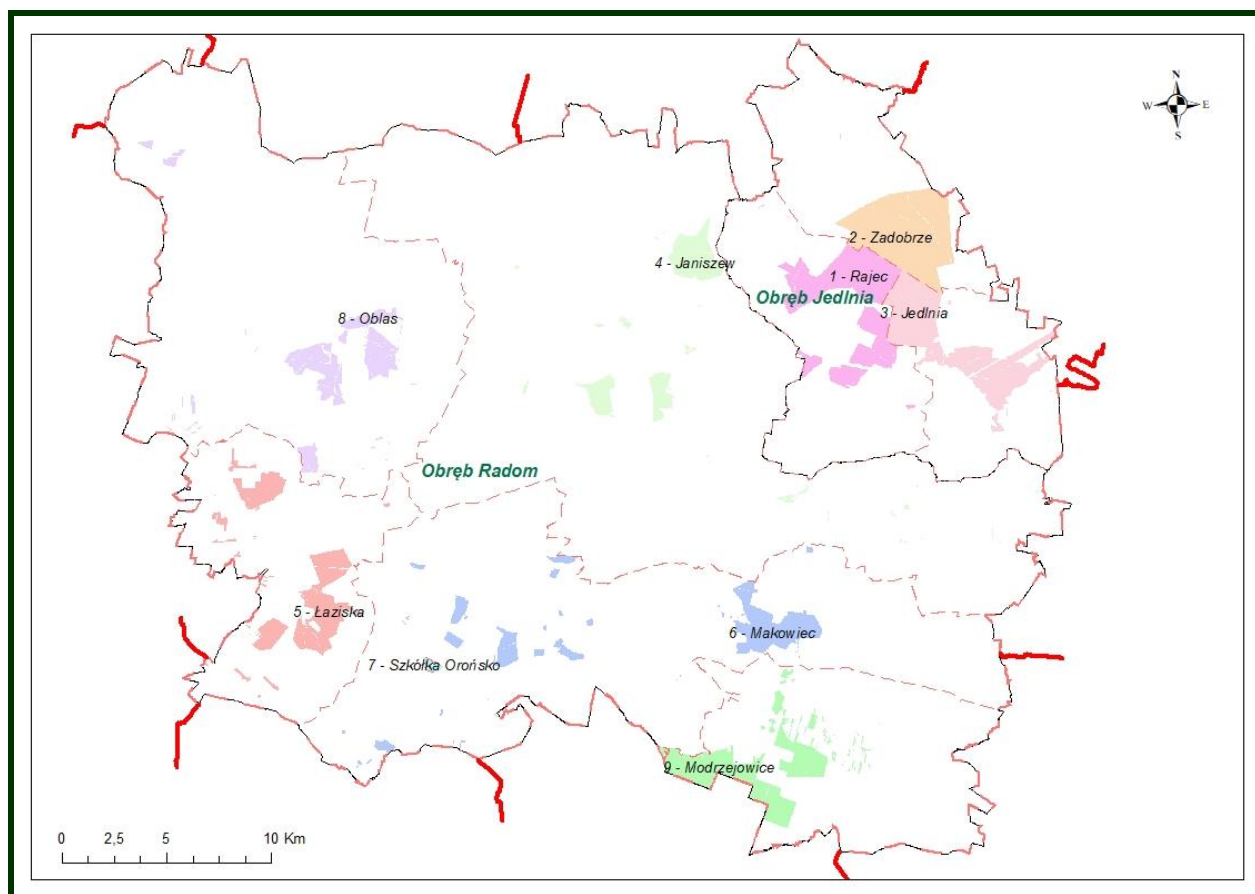 N
W E
S
2 - Zadobrze
4 - Janiszew
1 - Rajec
Obręb Jedlnia
3 - Jedlnia
8 - Oblas
Obręb Radom
5 - Łaziska
6 - Makowiec
7 - Szkółka Orońsko
9 - Modrzejowice
0 2,5 5 10 Km